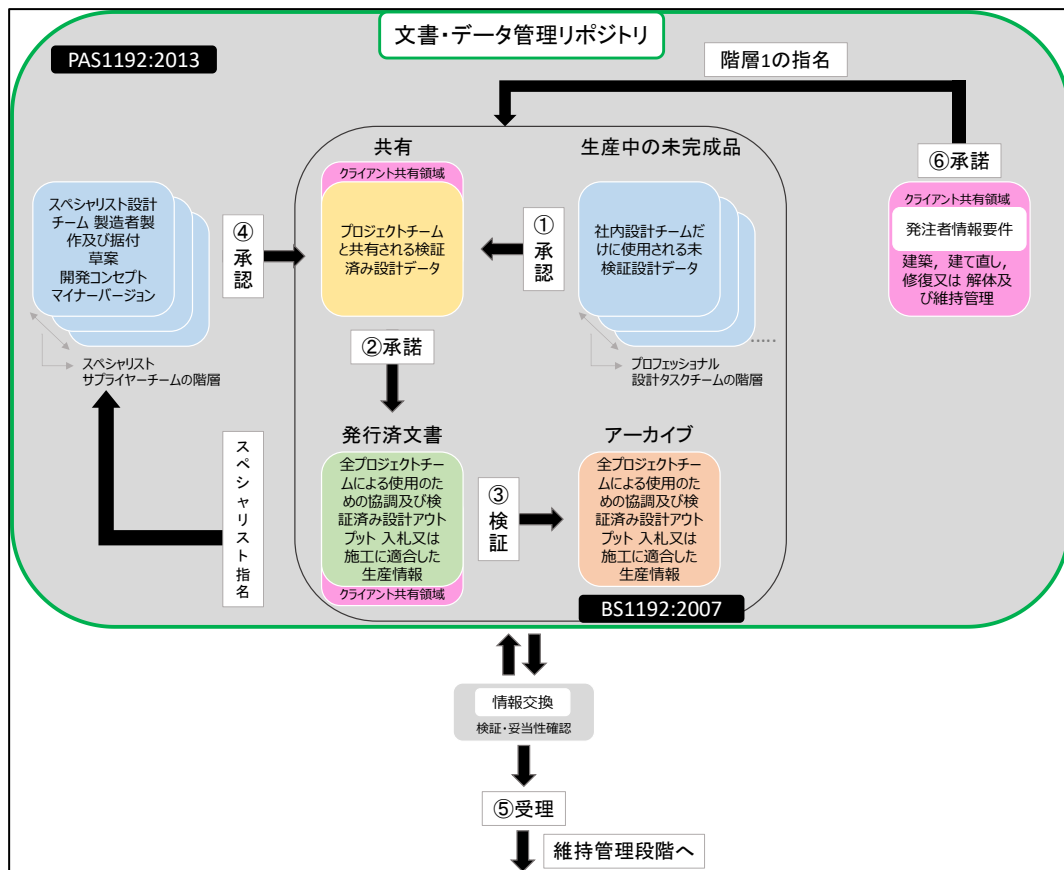 文書・データ管理リポジトリ
PAS1192:2013
階層1の指名
共有
生産中の未完成品
⑥承諾
クライアント共有領域
クライアント共有領域
スペシャリスト設計
チーム 製造者製
作及び据付
草案
開発コンセプト
マイナーバージョン
④
承
認
プロジェクトチーム
と共有される検証
済み設計データ
①
承
認
社内設計チームだ
けに使用される未
検証設計データ
発注者情報要件
建築，建て直し，
修復又は 解体及
び維持管理
②承諾
.....
スペシャリスト
サプライヤーチームの階層
プロフェッショナル
設計タスクチームの階層
発行済文書
アーカイブ
ス
ペ
シ
ャ
リ
ス
ト
指
名
全プロジェクトチー
ムによる使用のた
めの協調及び検
証済み設計アウト
プット 入札又は
施工に適合した
生産情報
クライアント共有領域
③
検
証
全プロジェクトチー
ムによる使用のた
めの協調及び検
証済み設計アウト
プット 入札又は
施工に適合した
生産情報
BS1192:2007
情報交換
検証・妥当性確認
⑤受理
維持管理段階へ